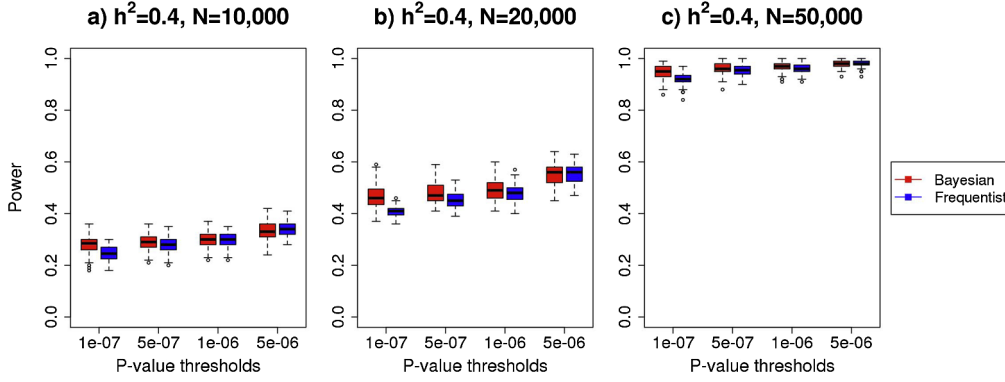 a) h²=0.4, N=10,000
b) h²=0.4, N=20,000
c) h²=0.4, N=50,000
Power
1.0
0.8
0.6
0.4
0.2
0.0
1e-07 5e-07 1e-06 5e-06
P-value thresholds
1.0
0.8
0.6
0.4
0.2
0.0
1e-07 5e-07 1e-06 5e-06
P-value thresholds
1.0
0.8
0.6
0.4
0.2
0.0
1e-07 5e-07 1e-06 5e-06
P-value thresholds
Bayesian
Frequentist